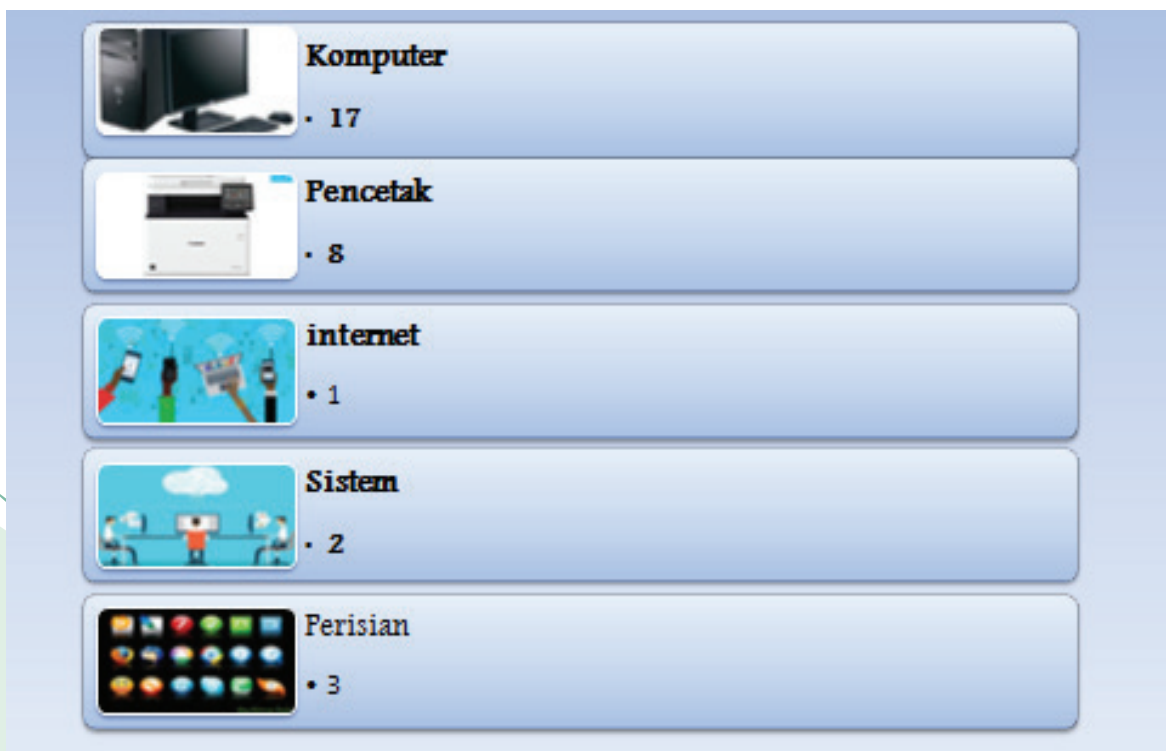 Komputer
• 17
Pencetak
• 8
internet
• 1
Sistem
• 2
Perisian
• 3